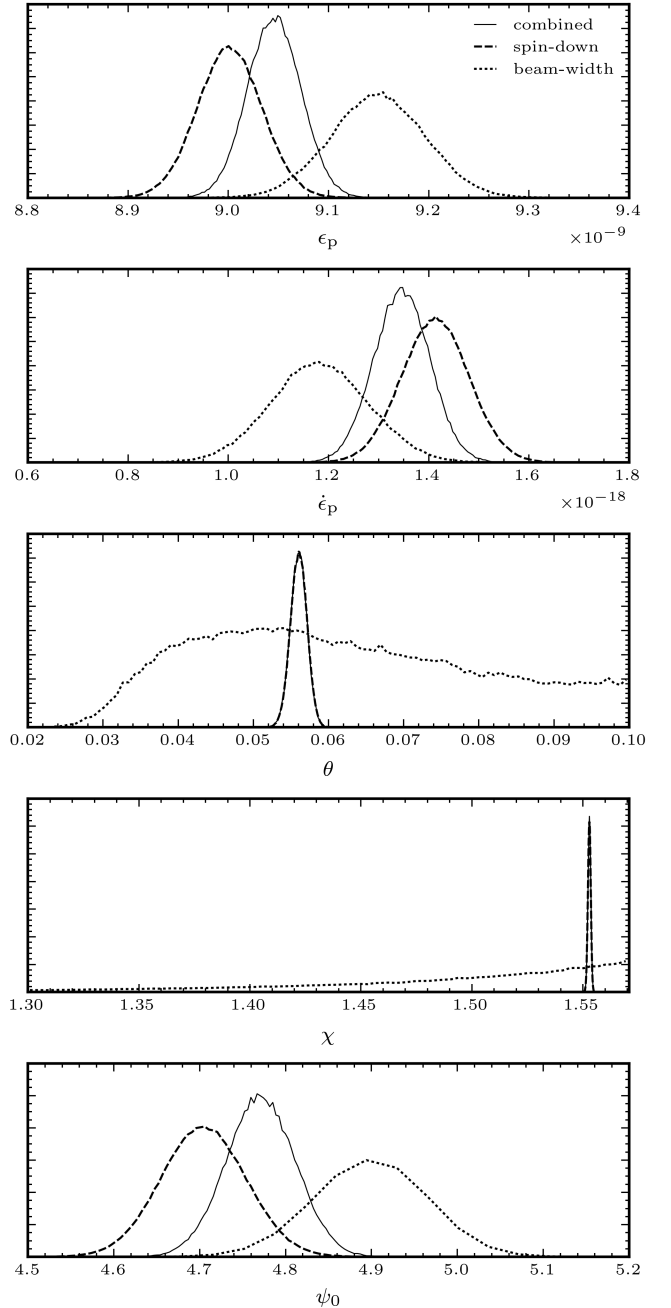 combined
spin-down
beam-width
8.8 8.9 9.0 9.1 9.2 9.3 9.4
ϵp ×10−9
0.6 0.8 1.0 1.2 1.4 1.6 1.8
ϵ̇p ×10−18
0.02 0.03 0.04 0.05 0.06 0.07 0.08 0.09 0.10
θ
1.30 1.35 1.40 1.45 1.50 1.55
χ
4.5 4.6 4.7 4.8 4.9 5.0 5.1 5.2
ψ0